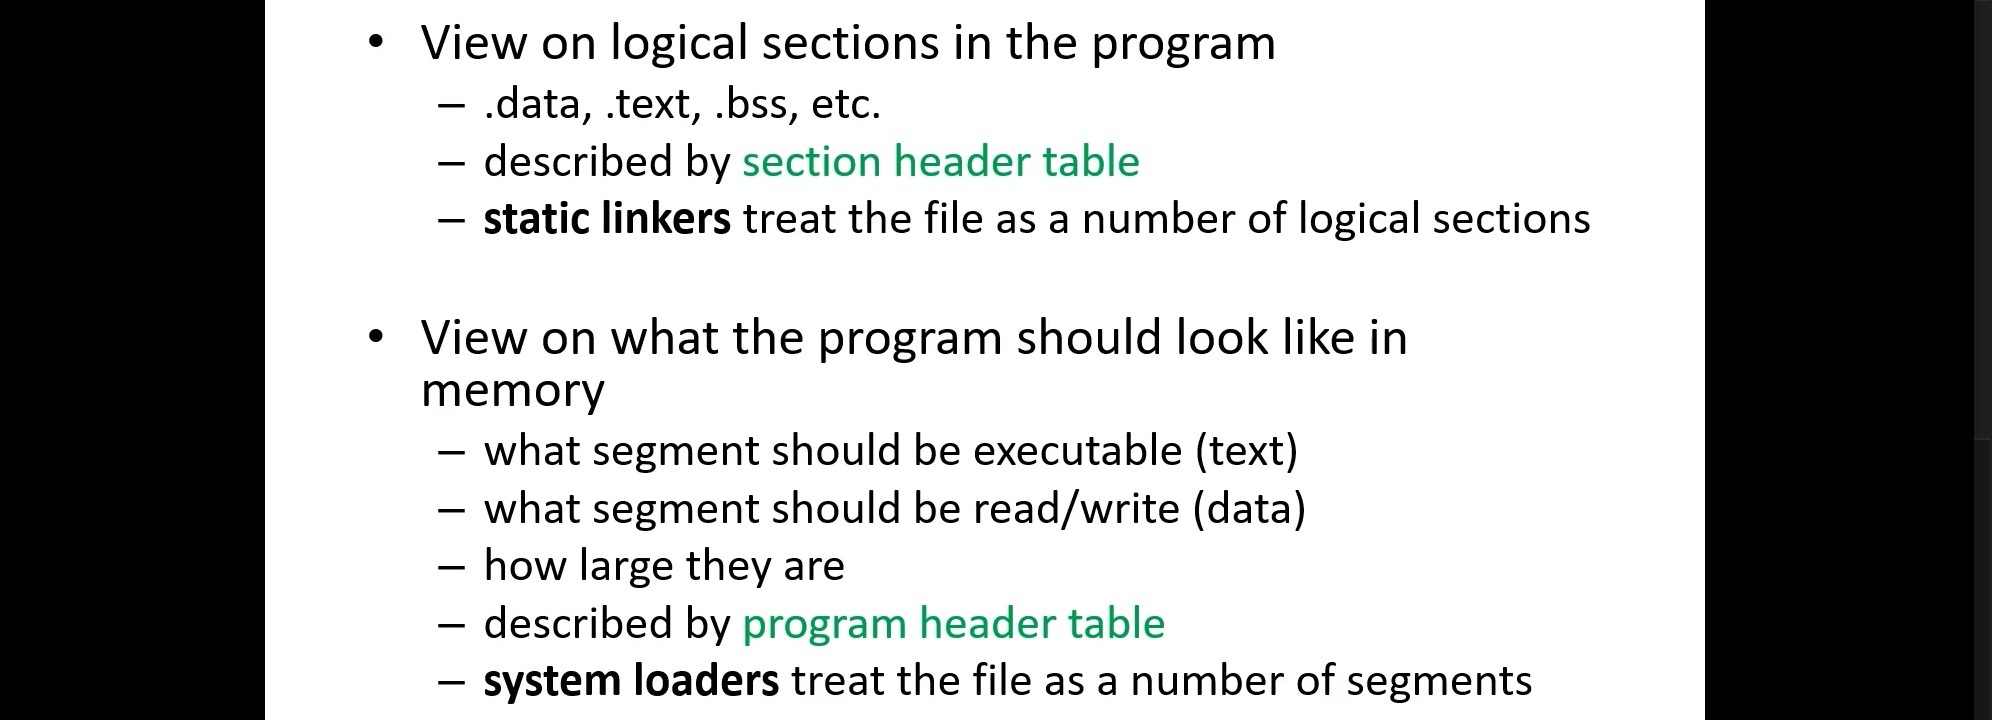 • View on logical sections in the program
– .data, .text, .bss, etc.
– described by section header table
– static linkers treat the file as a number of logical sections
• View on what the program should look like in
memory
– what segment should be executable (text)
– what segment should be read/write (data)
– how large they are
– described by program header table
– system loaders treat the file as a number of segments